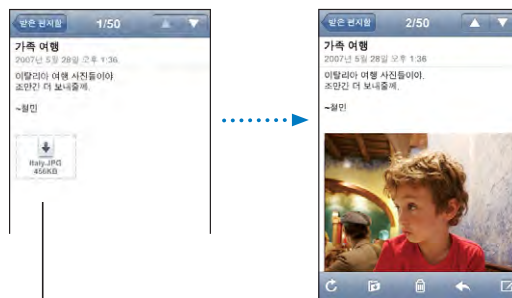 받은 편지함 1/50
가족 여행
2007년 5월 28일 오후 1:36
이탈리아 여행 사진들이야
조만간 더 보내줄께.
~철민
Italy.JPG
456KB
받은 편지함 2/50
가족 여행
2007년 5월 28일 오후 1:36
이탈리아 여행 사진들이야.
조만간 더 보내줄께.
~철민